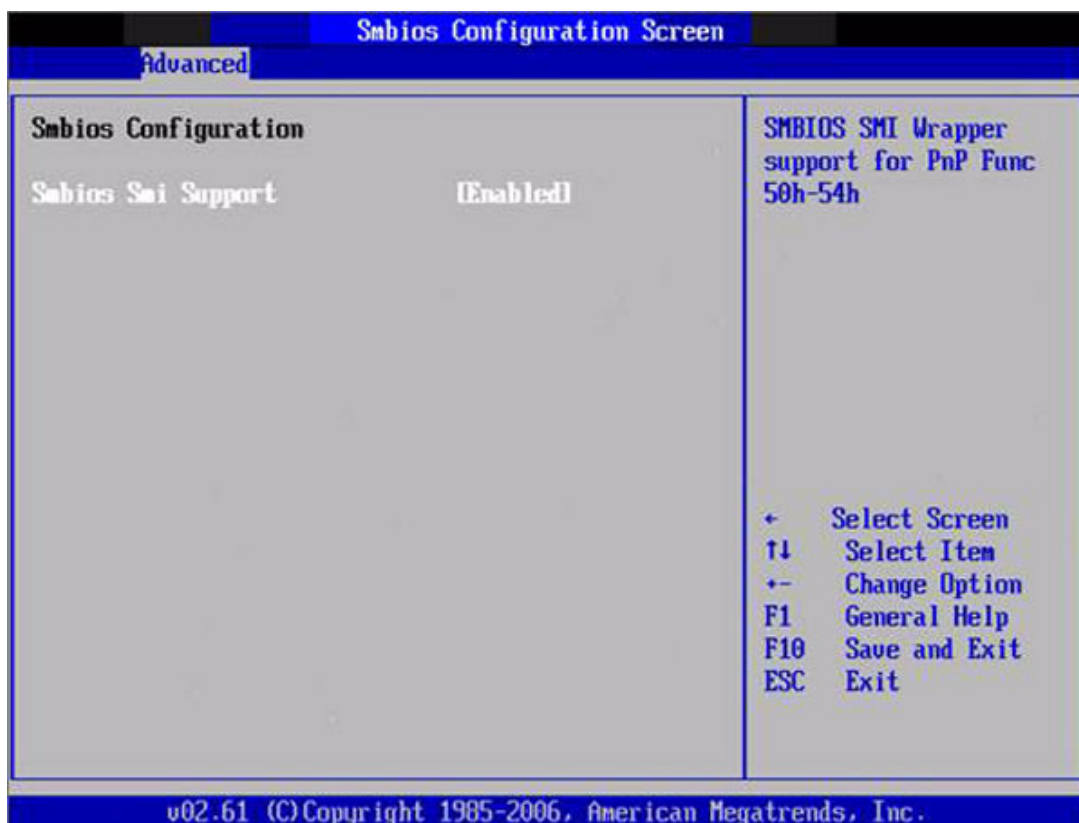 Smbios Configuration Screen
Advanced
Smbios Configuration
Smbios Smi Support [Enabled]
SMBIOS SMI Wrapper
support for PnP Func
50h-54h
← Select Screen
↑↓ Select Item
+- Change Option
F1 General Help
F10 Save and Exit
ESC Exit
v02.61 (C)Copyright 1985-2006, American Megatrends, Inc.